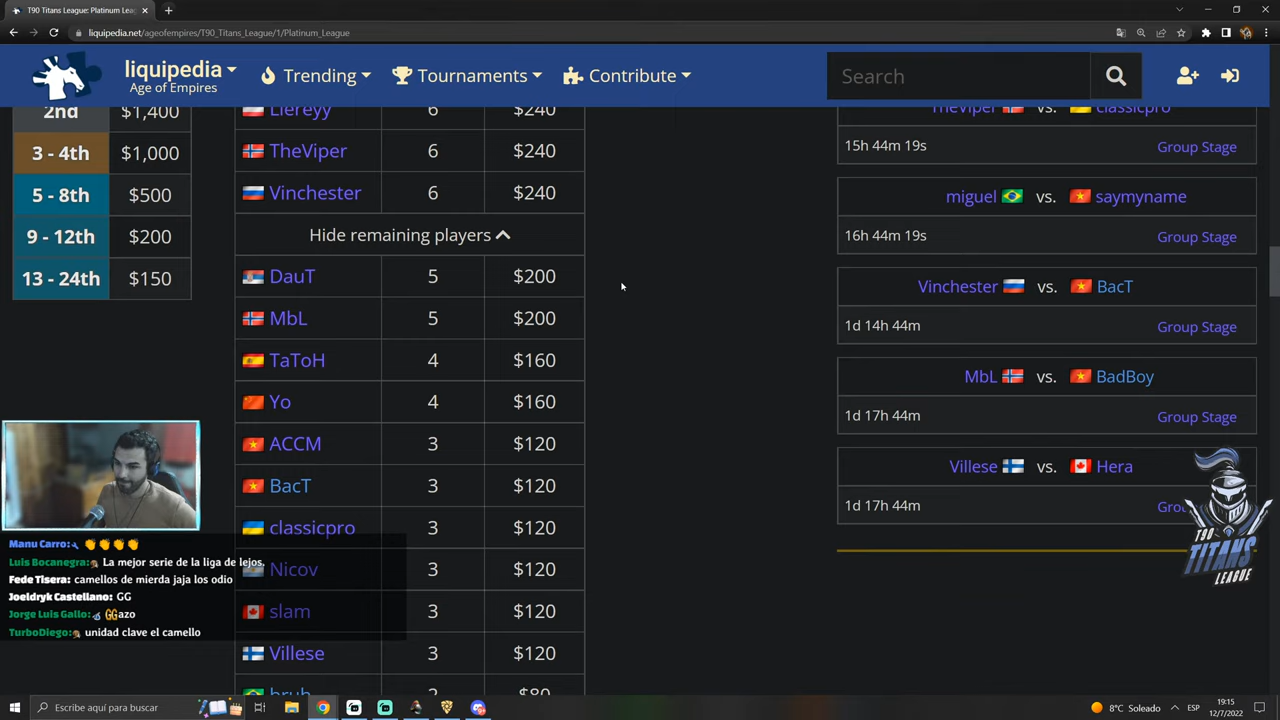 T90 Titans League: Platinum Lea
liquipedia.net/ageofempires/T90_Titans_League/1/Platinum_League
liquipedia
Age of Empires
Trending
Tournaments
Contribute
Search
2nd $1,400
3 - 4th $1,000
5 - 8th $500
9 - 12th $200
13 - 24th $150
Liereyy 6 $240
TheViper 6 $240
Vinchester 6 $240
Hide remaining players
DauT 5 $200
MbL 5 $200
TaToH 4 $160
Yo 4 $160
ACCM 3 $120
BacT 3 $120
classicpro 3 $120
Nicov 3 $120
slam 3 $120
Villese 3 $120
bruh 2 $80
TheViper vs. classicpro
15h 44m 19s Group Stage
miguel vs. saymyname
16h 44m 19s Group Stage
Vinchester vs. BacT
1d 14h 44m Group Stage
MbL vs. BadBoy
1d 17h 44m Group Stage
Villese vs. Hera
1d 17h 44m Grou
T90
TITANS
LEAGUE
Manu Carro: 👏👏👏👏
Luis Bocanegra: La mejor serie de la liga de lejos.
Fede Tisera: camellos de mierda jaja los odio
Joeldryk Castellano: GG
Jorge Luis Gallo: GGazo
TurboDiego: unidad clave el camello
Escribe aquí para buscar
8°C Soleado
ESP
19:15
12/7/2022